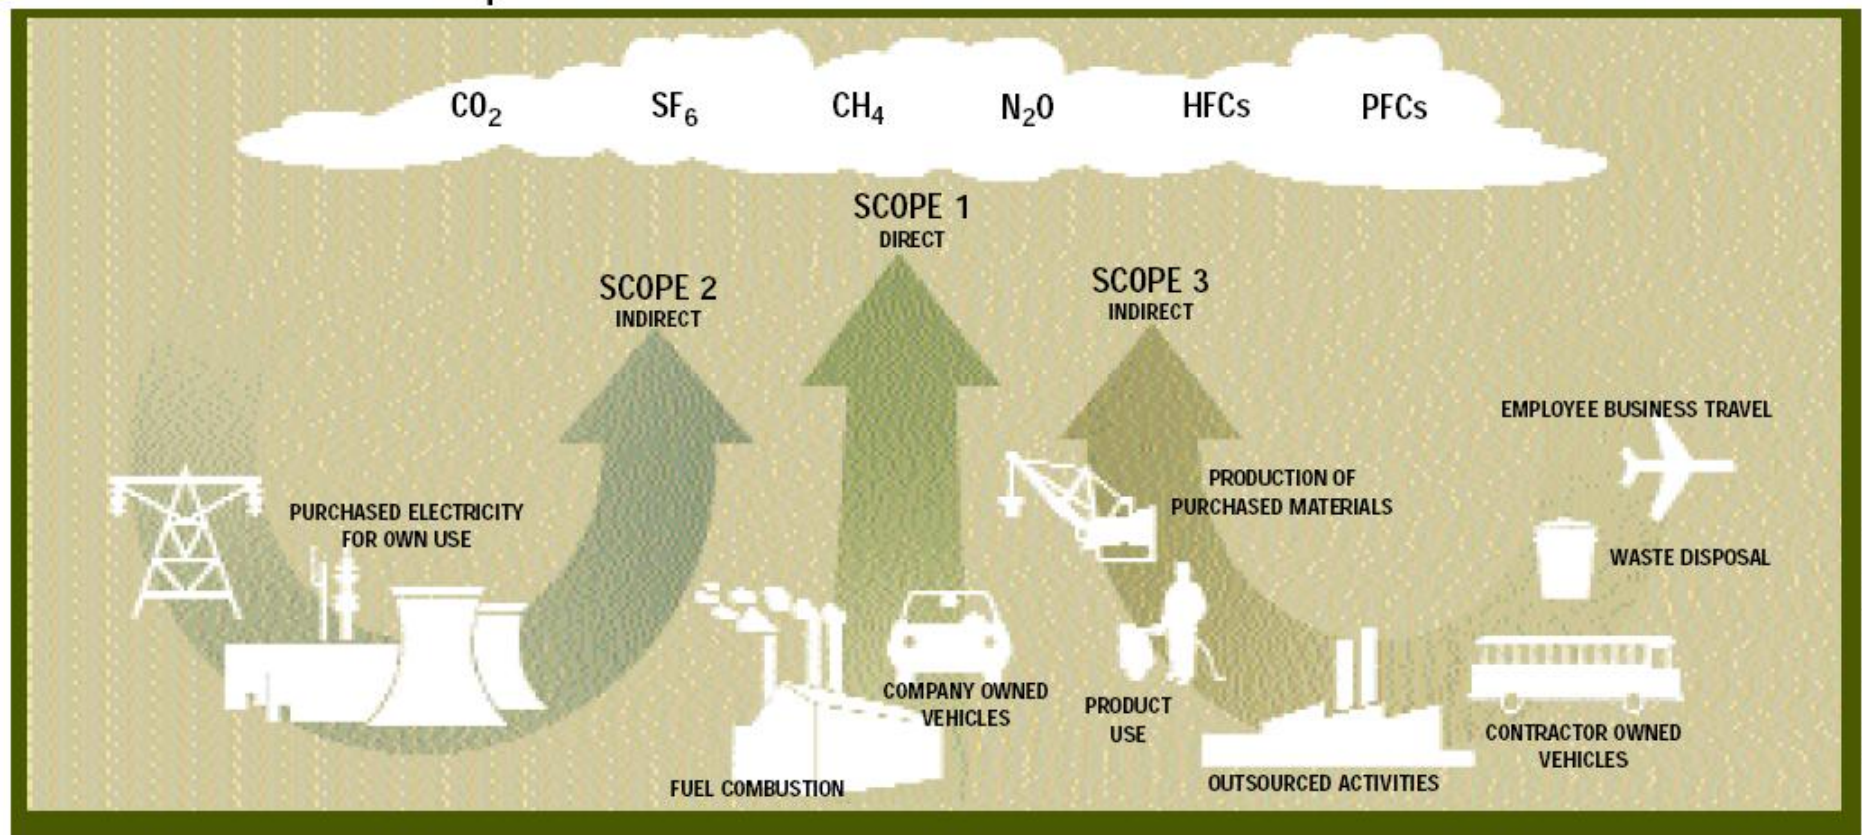 CO₂ SF₆ CH₄ N₂O HFCs PFCs
SCOPE 1
DIRECT
SCOPE 2
INDIRECT
SCOPE 3
INDIRECT
EMPLOYEE BUSINESS TRAVEL
PURCHASED ELECTRICITY
FOR OWN USE
PRODUCTION OF
PURCHASED MATERIALS
WASTE DISPOSAL
COMPANY OWNED
VEHICLES
PRODUCT
USE
CONTRACTOR OWNED
VEHICLES
FUEL COMBUSTION
OUTSOURCED ACTIVITIES